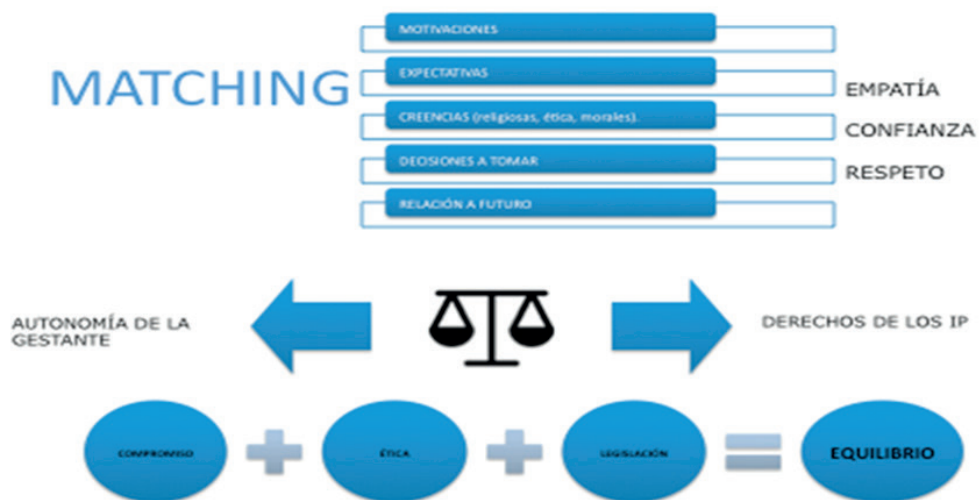 MATCHING
MOTIVACIONES
EXPECTATIVAS
CREENCIAS (religiosas, ética, morales).
DECISIONES A TOMAR
RELACIÓN A FUTURO
EMPATÍA
CONFIANZA
RESPETO
AUTONOMÍA DE LA
GESTANTE
DERECHOS DE LOS IP
COMPROMISO
ÉTICA
LEGISLACIÓN
EQUILIBRIO